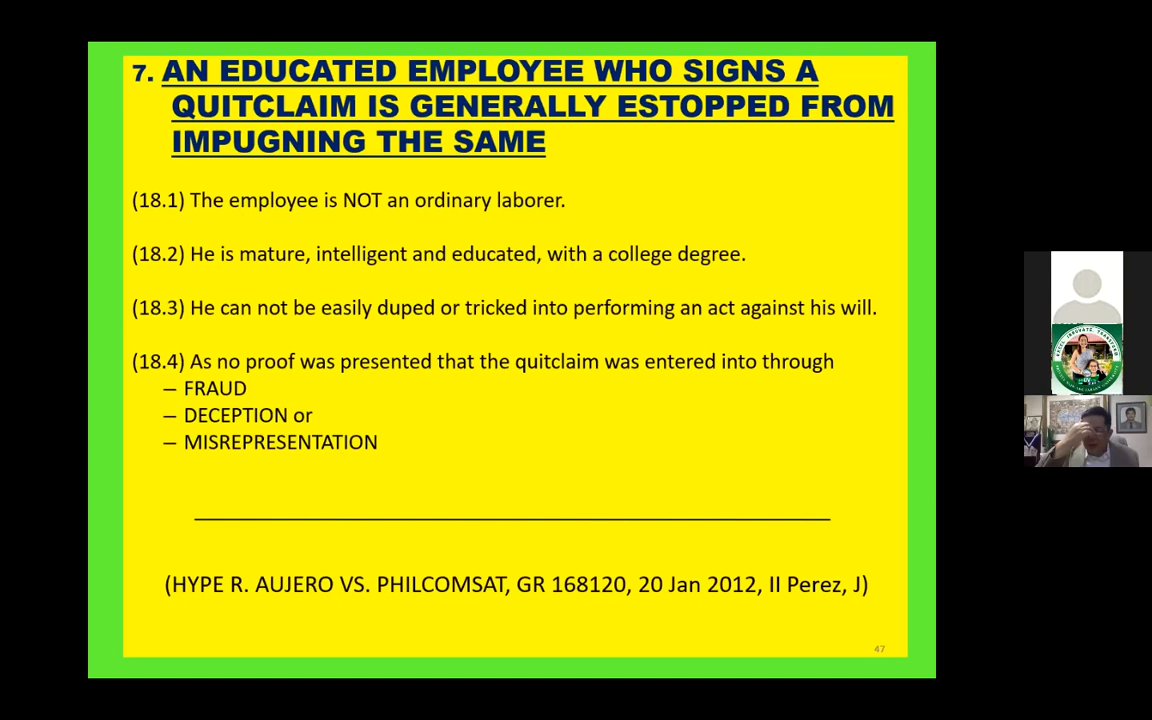 7. AN EDUCATED EMPLOYEE WHO SIGNS A
QUITCLAIM IS GENERALLY ESTOPPED FROM
IMPUGNING THE SAME
(18.1) The employee is NOT an ordinary laborer.
(18.2) He is mature, intelligent and educated, with a college degree.
(18.3) He can not be easily duped or tricked into performing an act against his will.
(18.4) As no proof was presented that the quitclaim was entered into through
– FRAUD
– DECEPTION or
– MISREPRESENTATION
(HYPE R. AUJERO VS. PHILCOMSAT, GR 168120, 20 Jan 2012, II Perez, J)
47